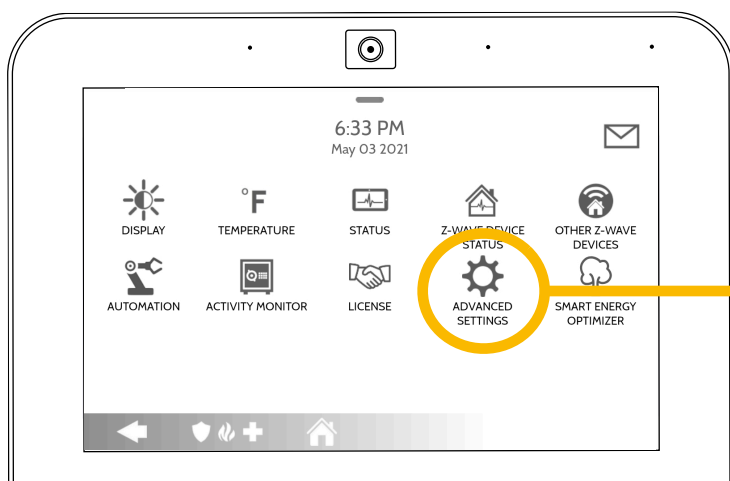 6:33 PM
May 03 2021
°F
DISPLAY
TEMPERATURE
STATUS
Z-WAVE DEVICE
STATUS
OTHER Z-WAVE
DEVICES
AUTOMATION
ACTIVITY MONITOR
LICENSE
ADVANCED
SETTINGS
SMART ENERGY
OPTIMIZER